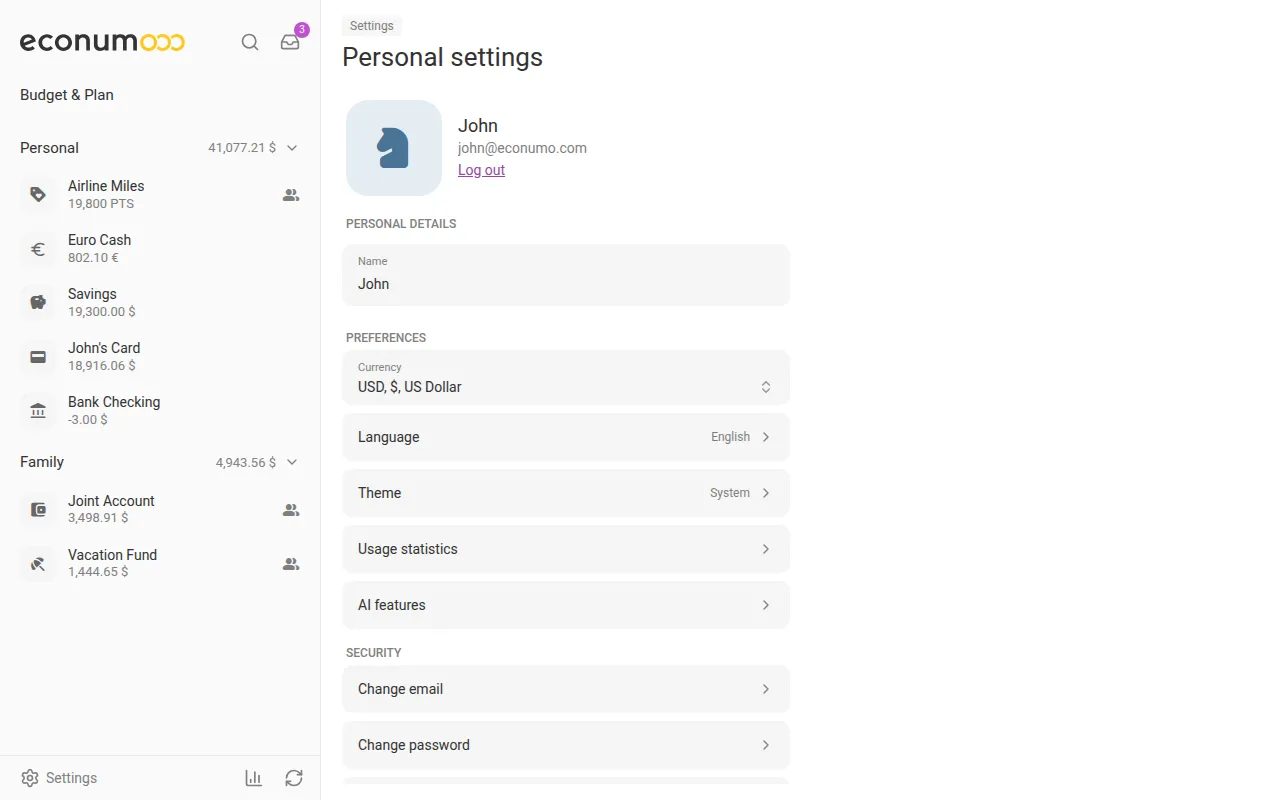 econumo
3
Budget & Plan
Personal 41,077.21 $
Airline Miles
19,800 PTS
Euro Cash
802.10 €
Savings
19,300.00 $
John's Card
18,916.06 $
Bank Checking
-3.00 $
Family 4,943.56 $
Joint Account
3,498.91 $
Vacation Fund
1,444.65 $
Settings
Settings
Personal settings
John
john@econumo.com
Log out
PERSONAL DETAILS
Name
John
PREFERENCES
Currency
USD, $, US Dollar
Language English
Theme System
Usage statistics
AI features
SECURITY
Change email
Change password